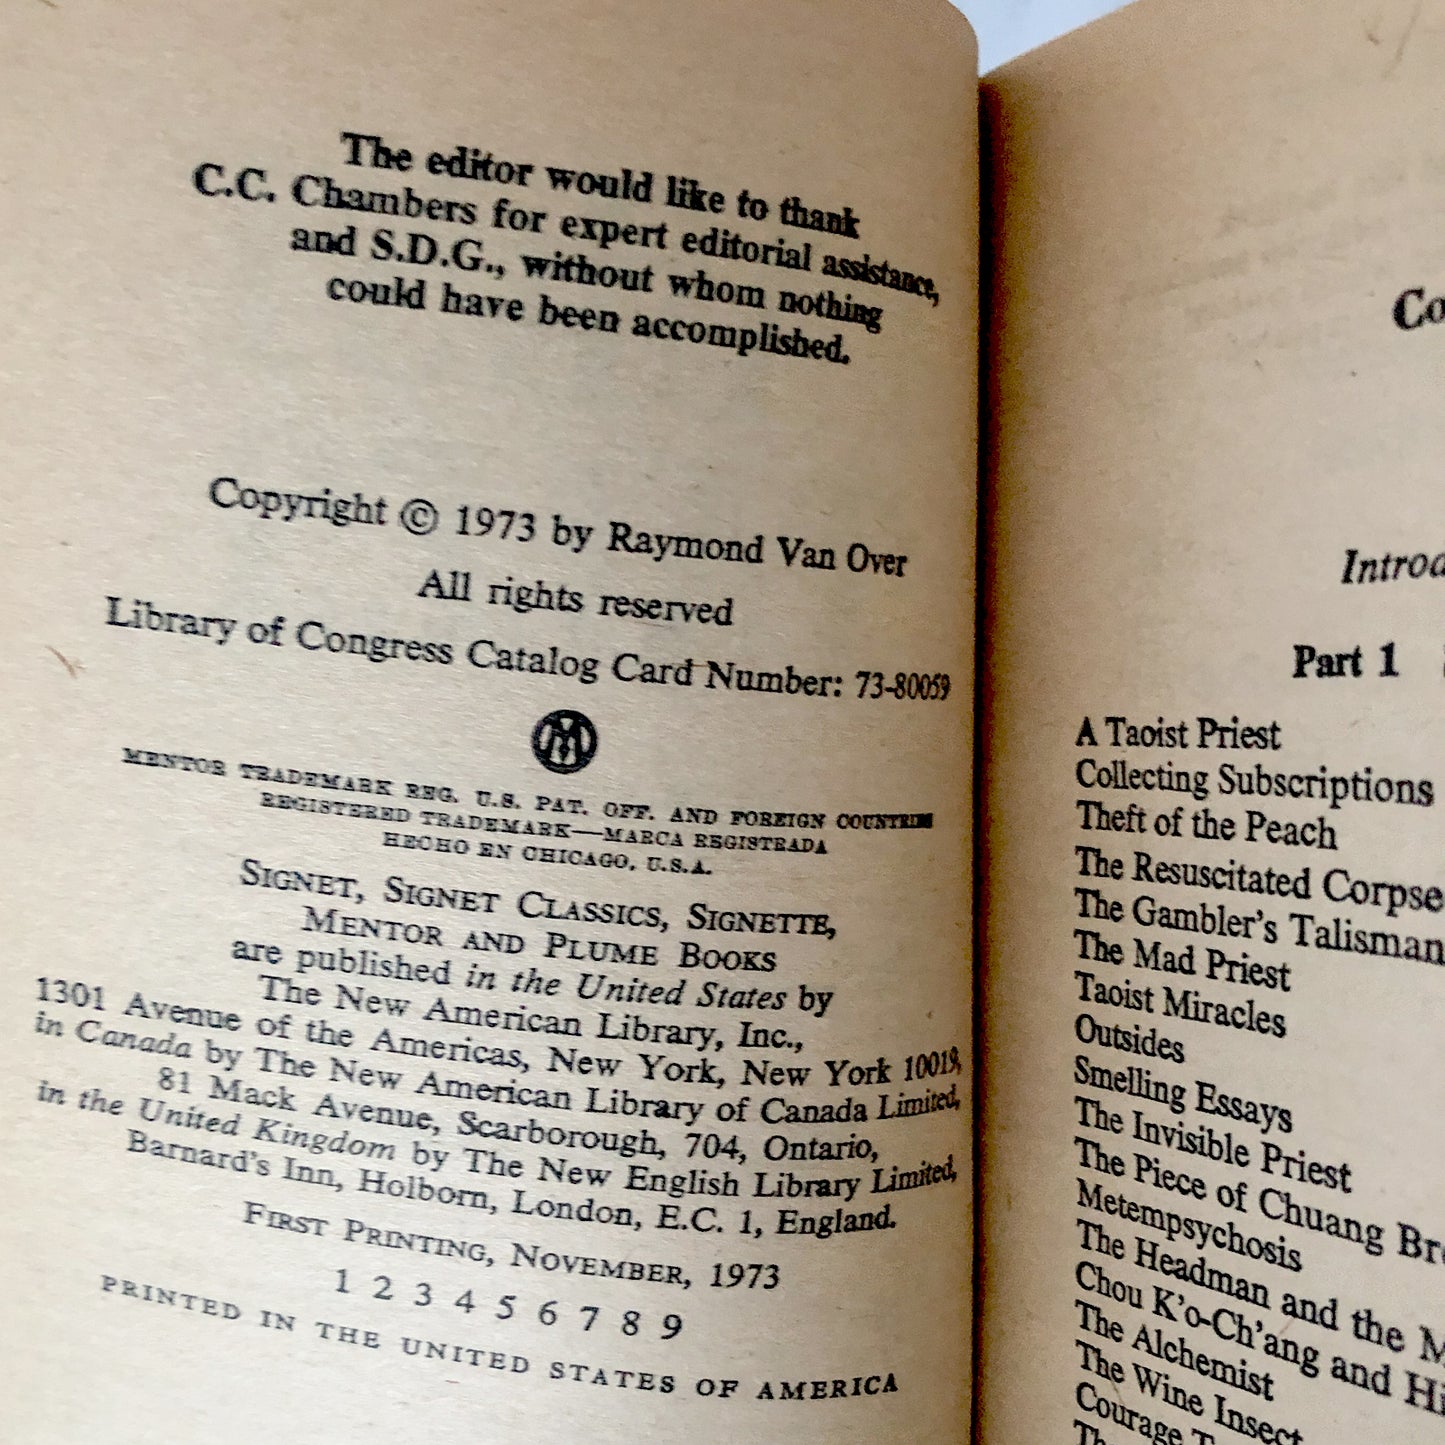 The editor would like to thank
C.C. Chambers for expert editorial assistance,
and S.D.G., without whom nothing
could have been accomplished.
Copyright © 1973 by Raymond Van Over
All rights reserved
Library of Congress Catalog Card Number: 73-80059
MENTOR TRADEMARK REG. U.S. PAT. OFF. AND FOREIGN COUNTRIES
REGISTERED TRADEMARK—MARCA REGISTRADA
HECHO EN CHICAGO, U.S.A.
SIGNET, SIGNET CLASSICS, SIGNETTE,
MENTOR AND PLUME BOOKS
are published in the United States by
The New American Library, Inc.,
1301 Avenue of the Americas, New York, New York 10019,
in Canada by The New American Library of Canada Limited,
81 Mack Avenue, Scarborough, 704, Ontario,
in the United Kingdom by The New English Library Limited,
Barnard's Inn, Holborn, London, E.C. 1, England.
FIRST PRINTING, NOVEMBER, 1973
1 2 3 4 5 6 7 8 9
PRINTED IN THE UNITED STATES OF AMERICA
Part 1
A Taoist Priest
Collecting Subscriptions
Theft of the Peach
The Resuscitated Corpse
The Gambler's Talisman
The Mad Priest
Taoist Miracles
Outsides
Smelling Essays
The Invisible Priest
The Piece of Chuang
Metempsychosis
The Headman and the
Chou K'o-Ch'ang and
The Alchemist
The Wine Insect
Courage